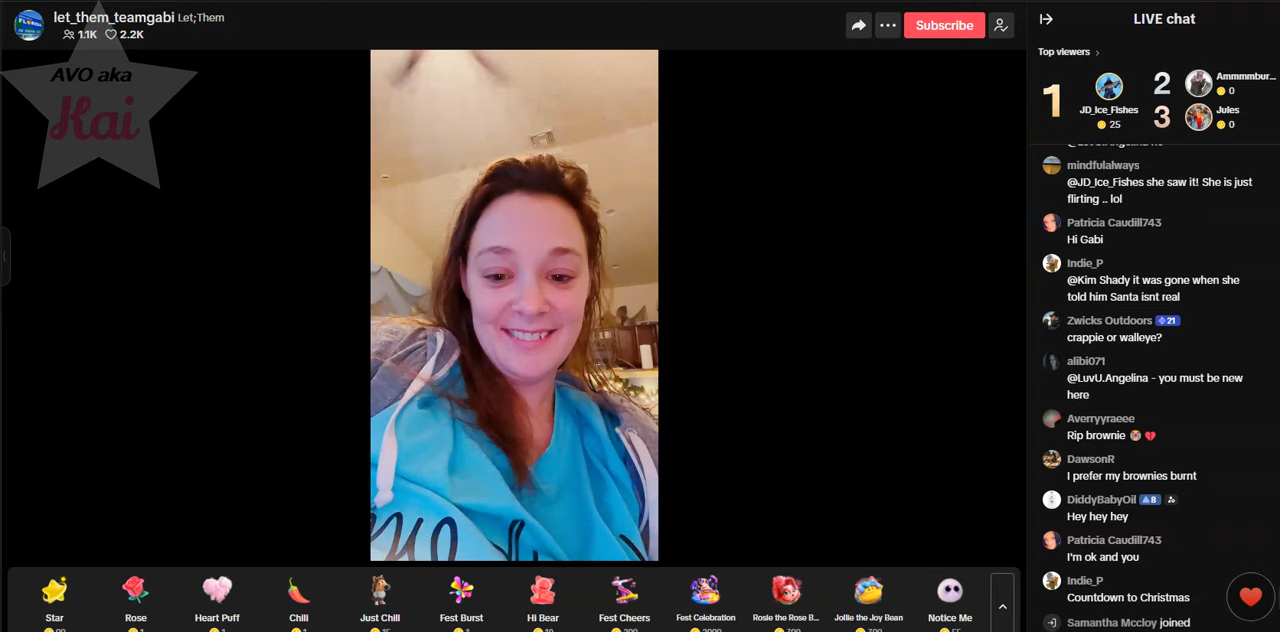 let_them_teamgabi Let;Them
1.1K 2.2K
Subscribe
AVO aka
Kai
LIVE chat
Top viewers
1
JD_Ice_Fishes
25
2
Ammmmbur...
0
3
Jules
0
mindfulalways
@JD_Ice_Fishes she saw it! She is just
flirting .. lol
Patricia Caudill743
Hi Gabi
Indie_P
@Kim Shady it was gone when she
told him Santa isnt real
Zwicks Outdoors 21
crappie or walleye?
alibi071
@LuvU.Angelina - you must be new
here
Averryyraeee
Rip brownie 😭 💔
DawsonR
I prefer my brownies burnt
DiddyBabyOil 8
Hey hey hey
Patricia Caudill743
I'm ok and you
Indie_P
Countdown to Christmas
Samantha Mccloy joined
Star
Rose
Heart Puff
Chili
Just Chill
Fest Burst
Hi Bear
Fest Cheers
Fest Celebration
Rosie the Rose B...
Jollie the Joy Bean
Notice Me